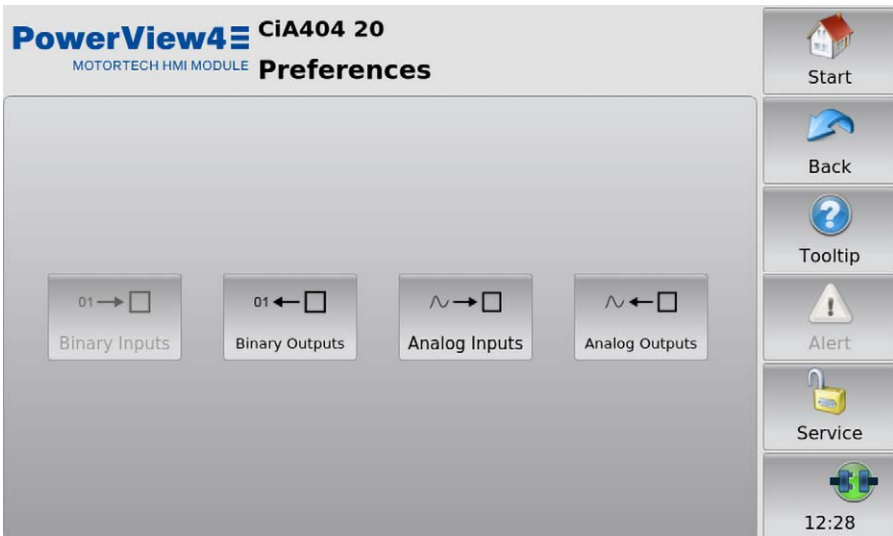 PowerView4
MOTORTECH HMI MODULE
CiA404 20
Preferences
Start
Back
?
Tooltip
!
Alert
Service
12:28
01
Binary Inputs
01
Binary Outputs
Analog Inputs
Analog Outputs